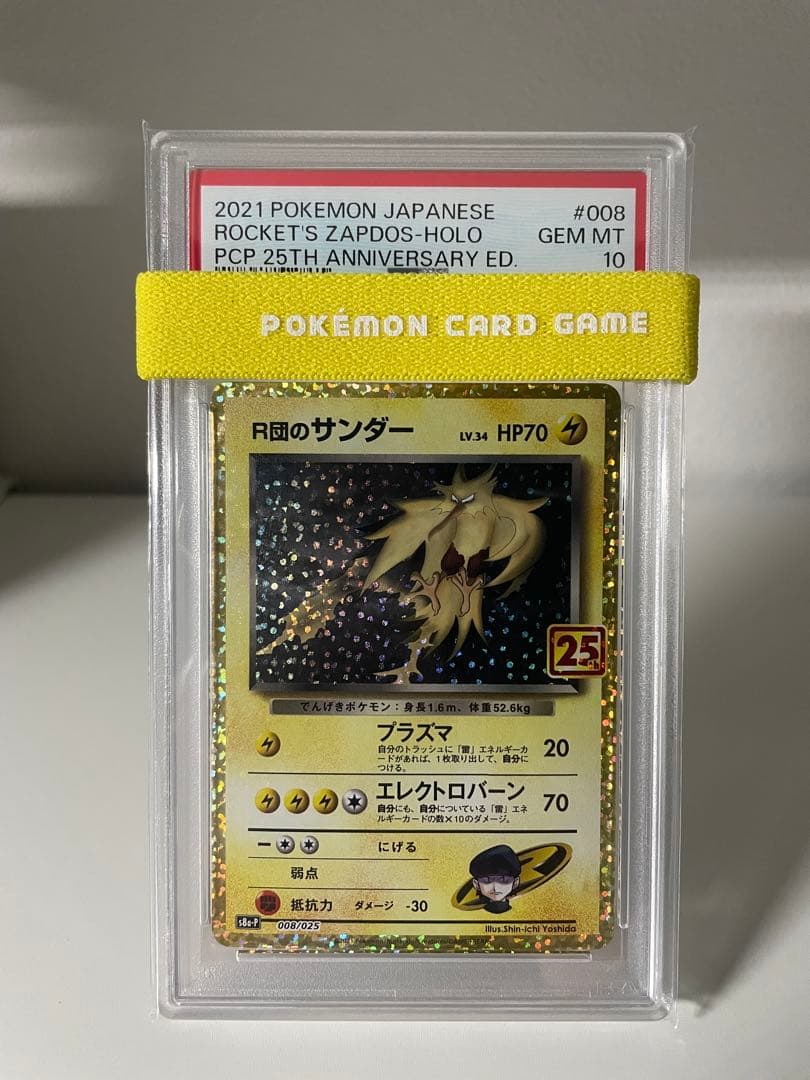 2021 POKEMON JAPANESE #008
ROCKET'S ZAPDOS-HOLO GEM MT
PCP 25TH ANNIVERSARY ED. 10
POKÉMON CARD GAME
R団のサンダー LV.34 HP70
25th
でんげきポケモン：身長1.6m、体重52.6kg
プラズマ 20
自分のトラッシュに「雷」エネルギーカ
ードがあれば、1枚取り出して、自分に
つける。
エレクトロバーン 70
自分にも、自分についている「雷」エネ
ルギーカードの数×10のダメージ。
にげる
弱点
抵抗力 ダメージ -30
s8a-P 008/025
Illus.Shin-ichi Yoshida